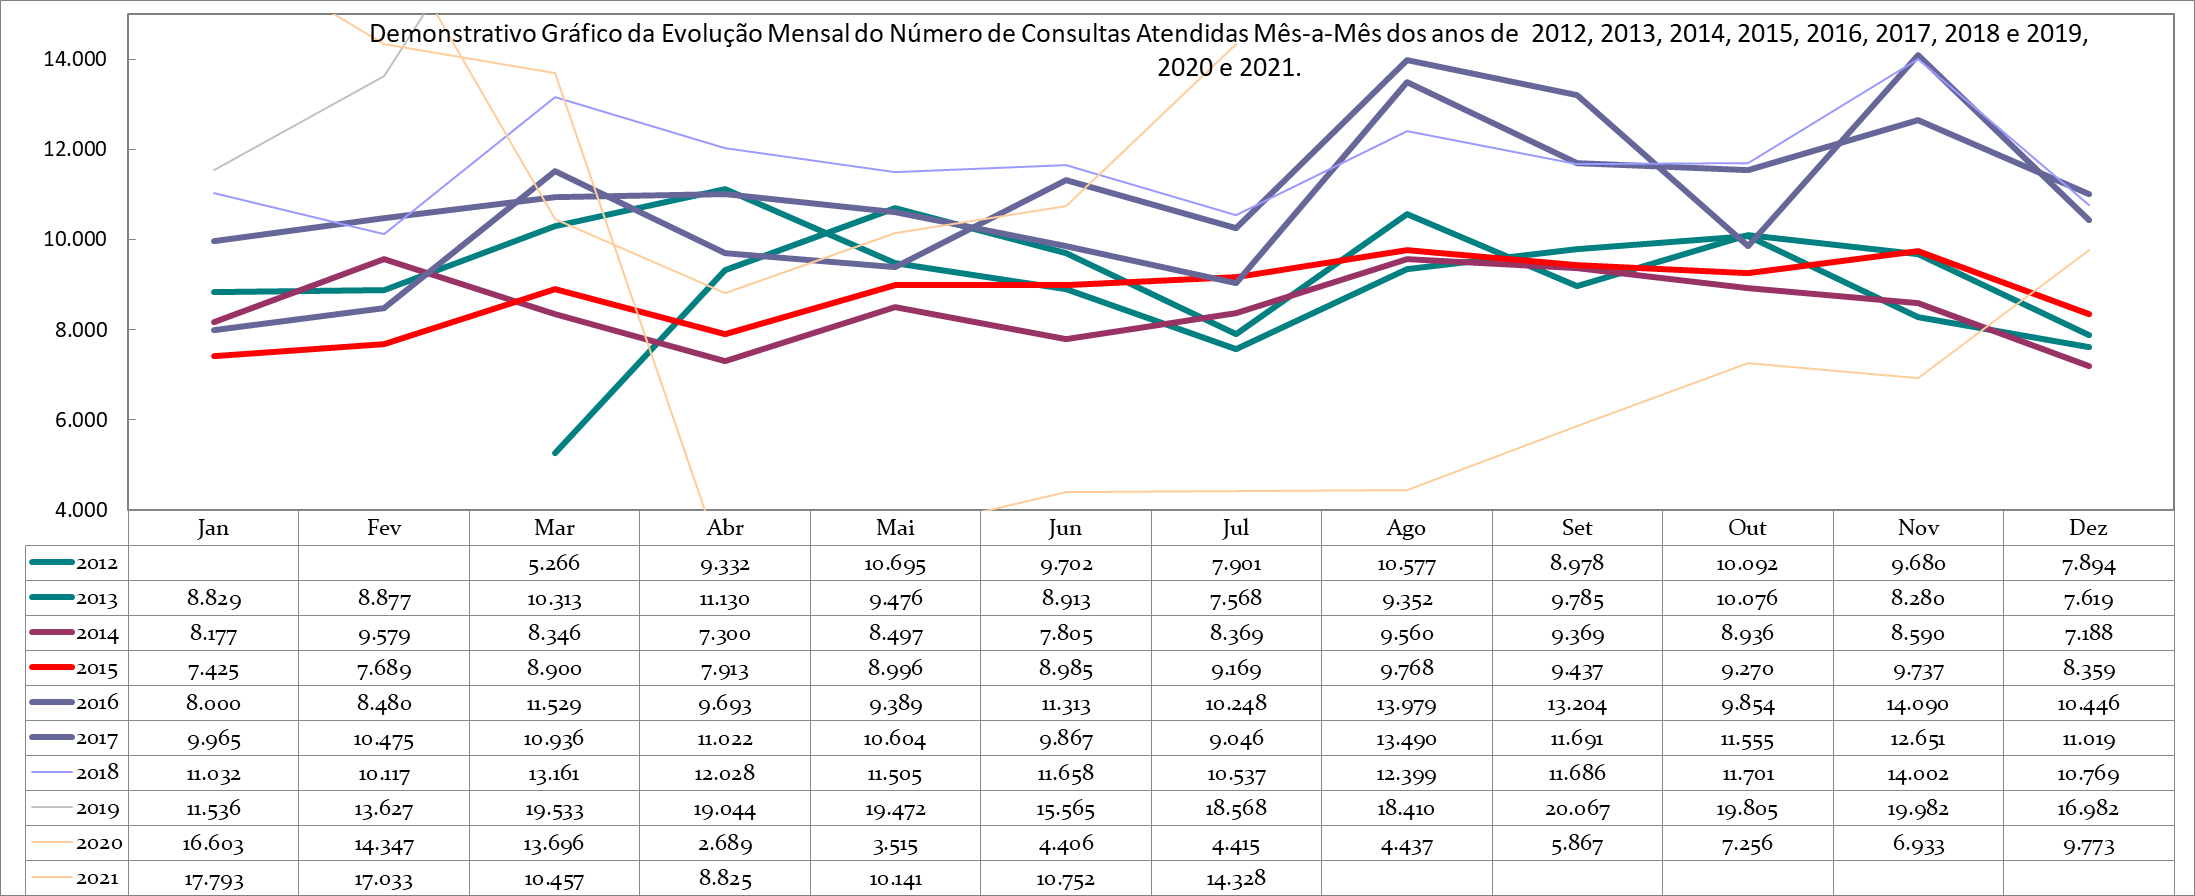 Demonstrativo Gráfico da Evolução Mensal do Número de Consultas Atendidas Mês-a-Mês dos anos de 2012, 2013, 2014, 2015, 2016, 2017, 2018 e 2019,
2020 e 2021.
14.000
12.000
10.000
8.000
6.000
4.000
Jan Fev Mar Abr Mai Jun Jul Ago Set Out Nov Dez
2012 5.266 9.332 10.695 9.702 7.901 10.577 8.978 10.092 9.680 7.894
2013 8.829 8.877 10.313 11.130 9.476 8.913 7.568 9.352 9.785 10.076 8.280 7.619
2014 8.177 9.579 8.346 7.300 8.497 7.805 8.369 9.560 9.369 8.936 8.590 7.188
2015 7.425 7.689 8.900 7.913 8.996 8.985 9.169 9.768 9.437 9.270 9.737 8.359
2016 8.000 8.480 11.529 9.693 9.389 11.313 10.248 13.979 13.204 9.854 14.090 10.446
2017 9.965 10.475 10.936 11.022 10.604 9.867 9.046 13.490 11.691 11.555 12.651 11.019
2018 11.032 10.117 13.161 12.028 11.505 11.658 10.537 12.399 11.686 11.701 14.002 10.769
2019 11.536 13.627 19.533 19.044 19.472 15.565 18.568 18.410 20.067 19.805 19.982 16.982
2020 16.603 14.347 13.696 2.689 3.515 4.406 4.415 4.437 5.867 7.256 6.933 9.773
2021 17.793 17.033 10.457 8.825 10.141 10.752 14.328